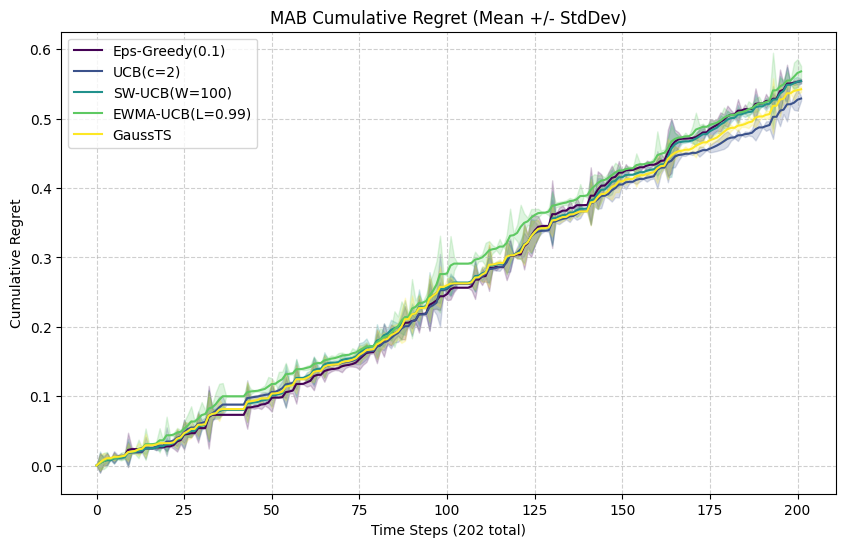 MAB Cumulative Regret (Mean +/- StdDev)
Eps-Greedy(0.1)
UCB(c=2)
SW-UCB(W=100)
EWMA-UCB(L=0.99)
GaussTS
Cumulative Regret
0.6
0.5
0.4
0.3
0.2
0.1
0.0
0 25 50 75 100 125 150 175 200
Time Steps (202 total)